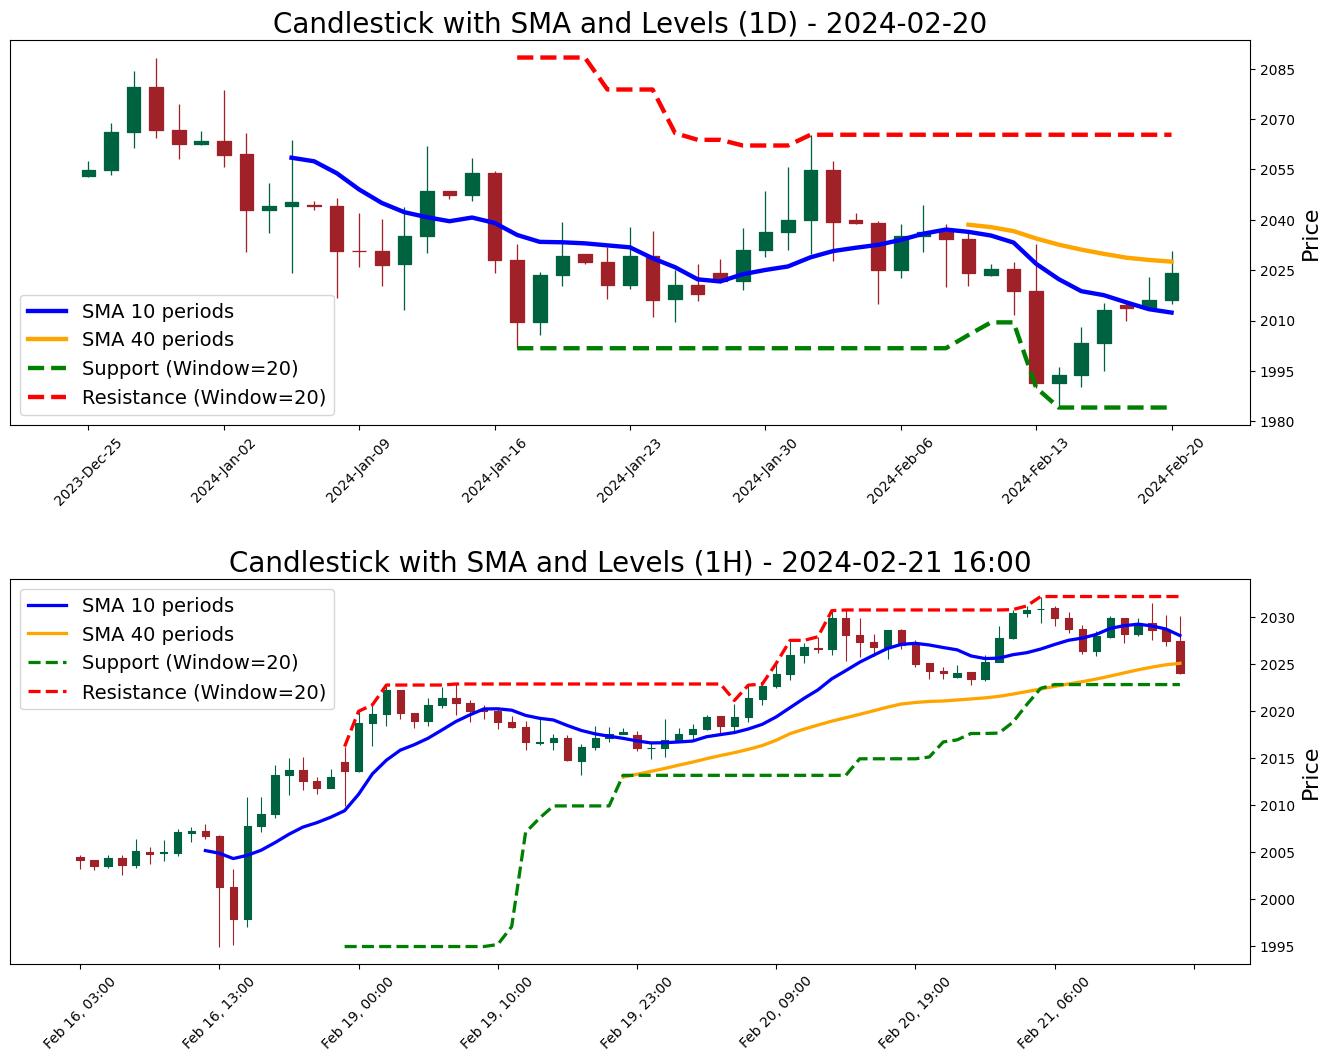 Candlestick with SMA and Levels (1D) - 2024-02-20
2085
2070
2055
2040
2025
2010
1995
1980
Price
SMA 10 periods
SMA 40 periods
Support (Window=20)
Resistance (Window=20)
2023-Dec-25
2024-Jan-02
2024-Jan-09
2024-Jan-16
2024-Jan-23
2024-Jan-30
2024-Feb-06
2024-Feb-13
2024-Feb-20
Candlestick with SMA and Levels (1H) - 2024-02-21 16:00
SMA 10 periods
SMA 40 periods
Support (Window=20)
Resistance (Window=20)
2030
2025
2020
2015
2010
2005
2000
1995
Price
Feb 16, 03:00
Feb 16, 13:00
Feb 19, 00:00
Feb 19, 10:00
Feb 19, 23:00
Feb 20, 09:00
Feb 20, 19:00
Feb 21, 06:00